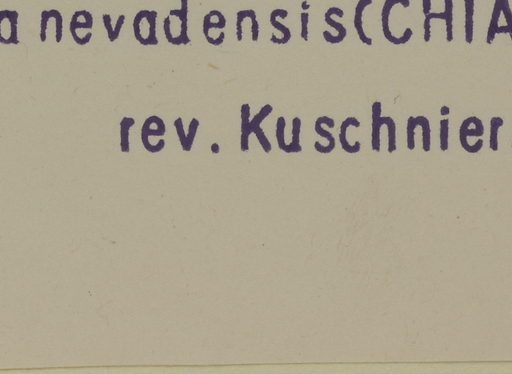 a nevadensis(CHIA
rev. Kuschnier